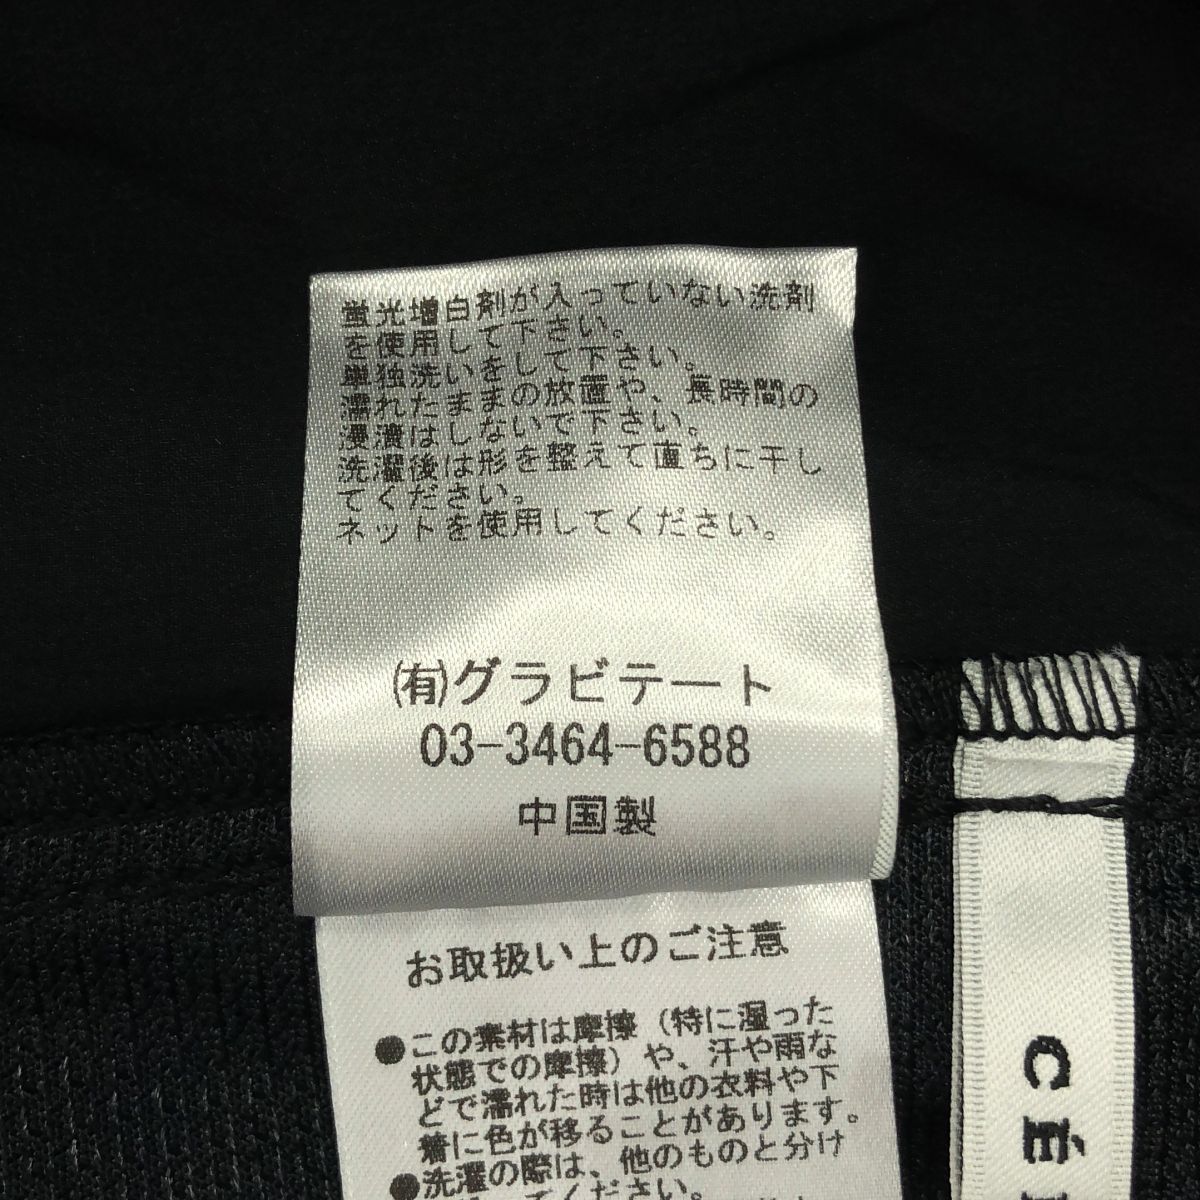 蛍光増白剤が入っていない洗剤
を使用して下さい。
単独洗いをして下さい。
濡れたままの放置や、長時間の
浸漬はしないで下さい。
洗濯後は形を整えて直ちに干し
てください。
ネットを使用してください。
㈲グラビテート
03-3464-6588
中国製
お取扱い上のご注意
●この素材は摩擦（特に湿った
状態での摩擦）や、汗や雨な
どで濡れた時は他の衣料や下
着に色が移ることがあります。
●洗濯の際は、他のものと分け
てください。
CÉ